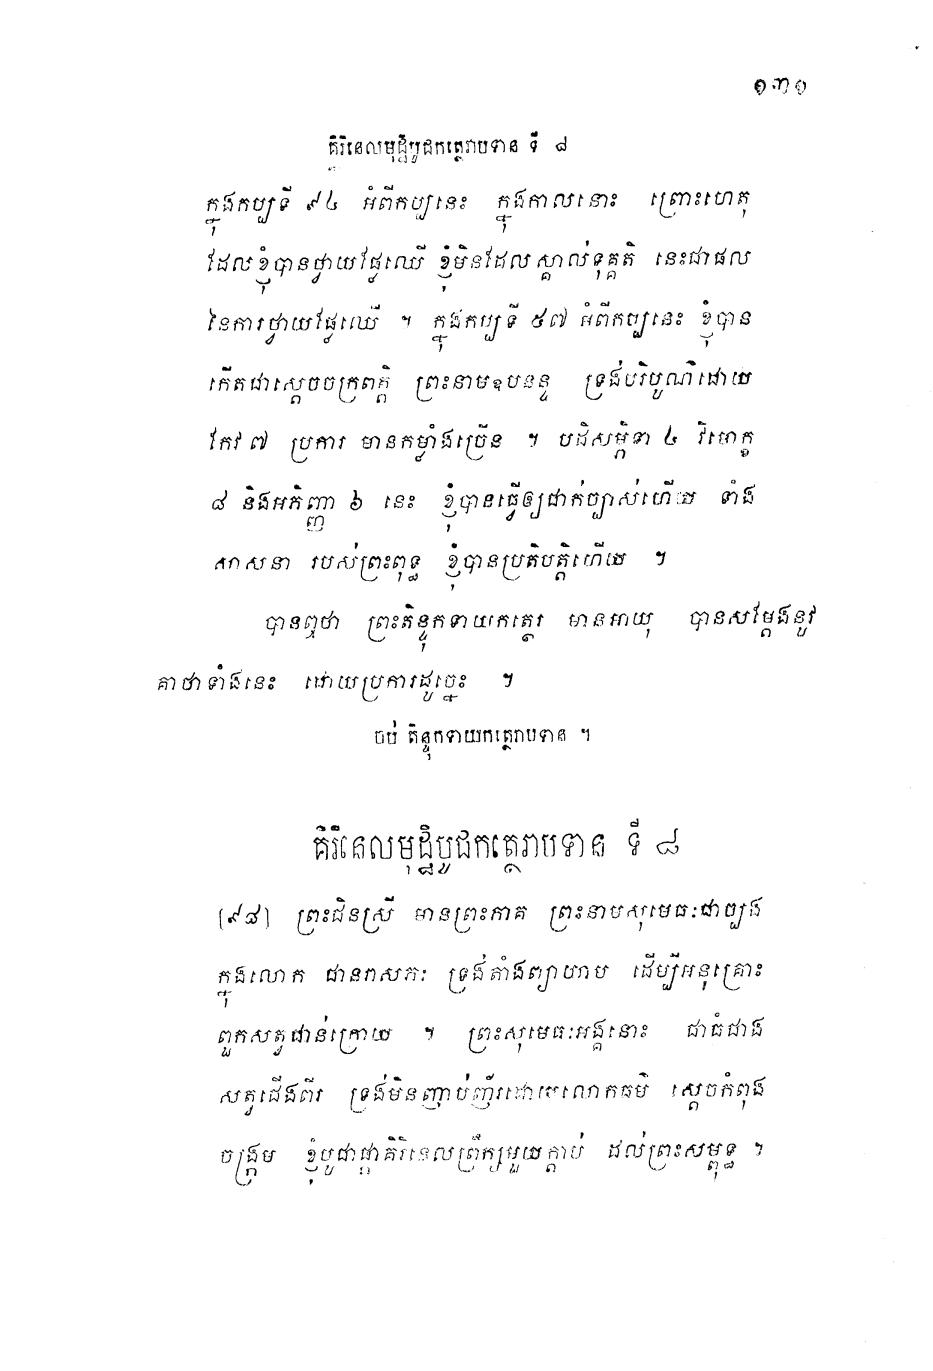 ១៣១
គិរិនេលមុដ្ឋិបូជកត្ថេរាបទាន ទី ៨
ក្នុងកប្បទី ៩៤ អំពីកប្បនេះ ក្នុងកាលនោះ ព្រោះហេតុ
ដែលខ្ញុំបានថ្វាយផ្លែឈើ ខ្ញុំមិនដែលស្គាល់ទុគ្គតិ នេះជាផល
នៃការថ្វាយផ្លែឈើ ។ ក្នុងកប្បទី ៥៧ អំពីកប្បនេះ ខ្ញុំបាន
កើតជាស្តេចចក្រពត្តិ ព្រះនាមឧបនន្ទ ទ្រង់បរិបូណ៌ដោយ
កែវ ៧ ប្រការ មានកម្លាំងច្រើន ។ បដិសម្ភិទា ៤ វិមោក្ខ
៨ និងអភិញ្ញា ៦ នេះ ខ្ញុំបានធ្វើឲ្យជាក់ច្បាស់ហើយ ទាំង
សាសនា របស់ព្រះពុទ្ធ ខ្ញុំបានប្រតិបត្តិហើយ ។
បានឮថា ព្រះតិន្ទុកទាយកត្ថេរ មានអាយុ បានសម្តែងនូវ
គាថាទាំងនេះ ដោយប្រការដូច្នេះ ។
ចប់ តិន្ទុកទាយកត្ថេរាបទាន ។
គិរិនេលមុដ្ឋិបូជកត្ថេរាបទាន ទី ៨
[៩៨] ព្រះជិនស្រី មានព្រះភាគ ព្រះនាមសុមេធៈជាច្បង
ក្នុងលោក ជានរាសភៈ ទ្រង់តាំងព្យាយាម ដើម្បីអនុគ្រោះ
ពួកសត្វជាន់ក្រោយ ។ ព្រះសុមេធៈអង្គនោះ ជាធំជាង
សត្វជើងពីរ ទ្រង់មិនញាប់ញ័រដោយលោកធម៌ ស្តេចកំពុង
ចង្ក្រម ខ្ញុំបូជាផ្កាគិរិនេលព្រឹក្សមួយក្តាប់ ដល់ព្រះសម្ពុទ្ធ ។